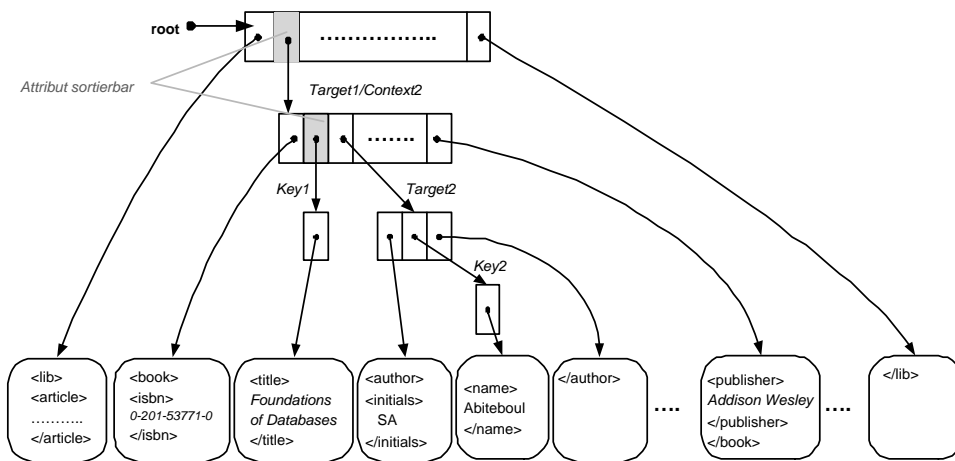 root
.................
Attribut sortierbar
Target1/Context2
.......
Key1
Target2
Key2
<lib>
<article>
...........
</article>
<book>
<isbn>
0-201-53771-0
</isbn>
<title>
Foundations
of Databases
</title>
<author>
<initials>
SA
</initials>
<name>
Abiteboul
</name>
</author>
....
<publisher>
Addison Wesley
</publisher>
</book>
....
</lib>